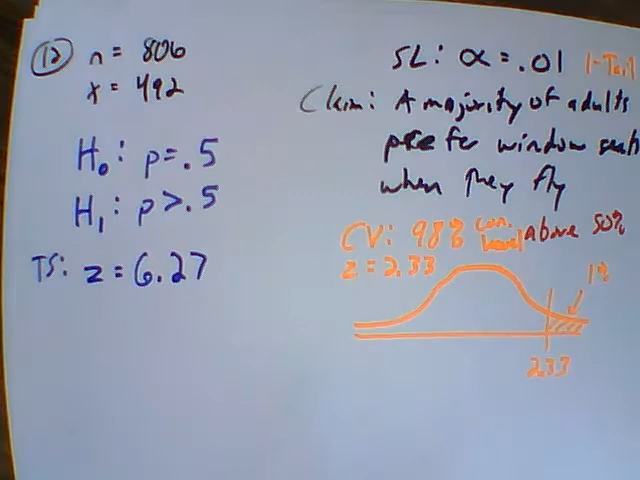 12 n = 806
x = 492
H₀: p = .5
H₁: p > .5
TS: z = 6.27
SL: α = .01 1-Tail
Claim: A majority of adults
prefer window seats
when they fly
CV: 98% con. level above 50%
z = 2.33
1%
2.33